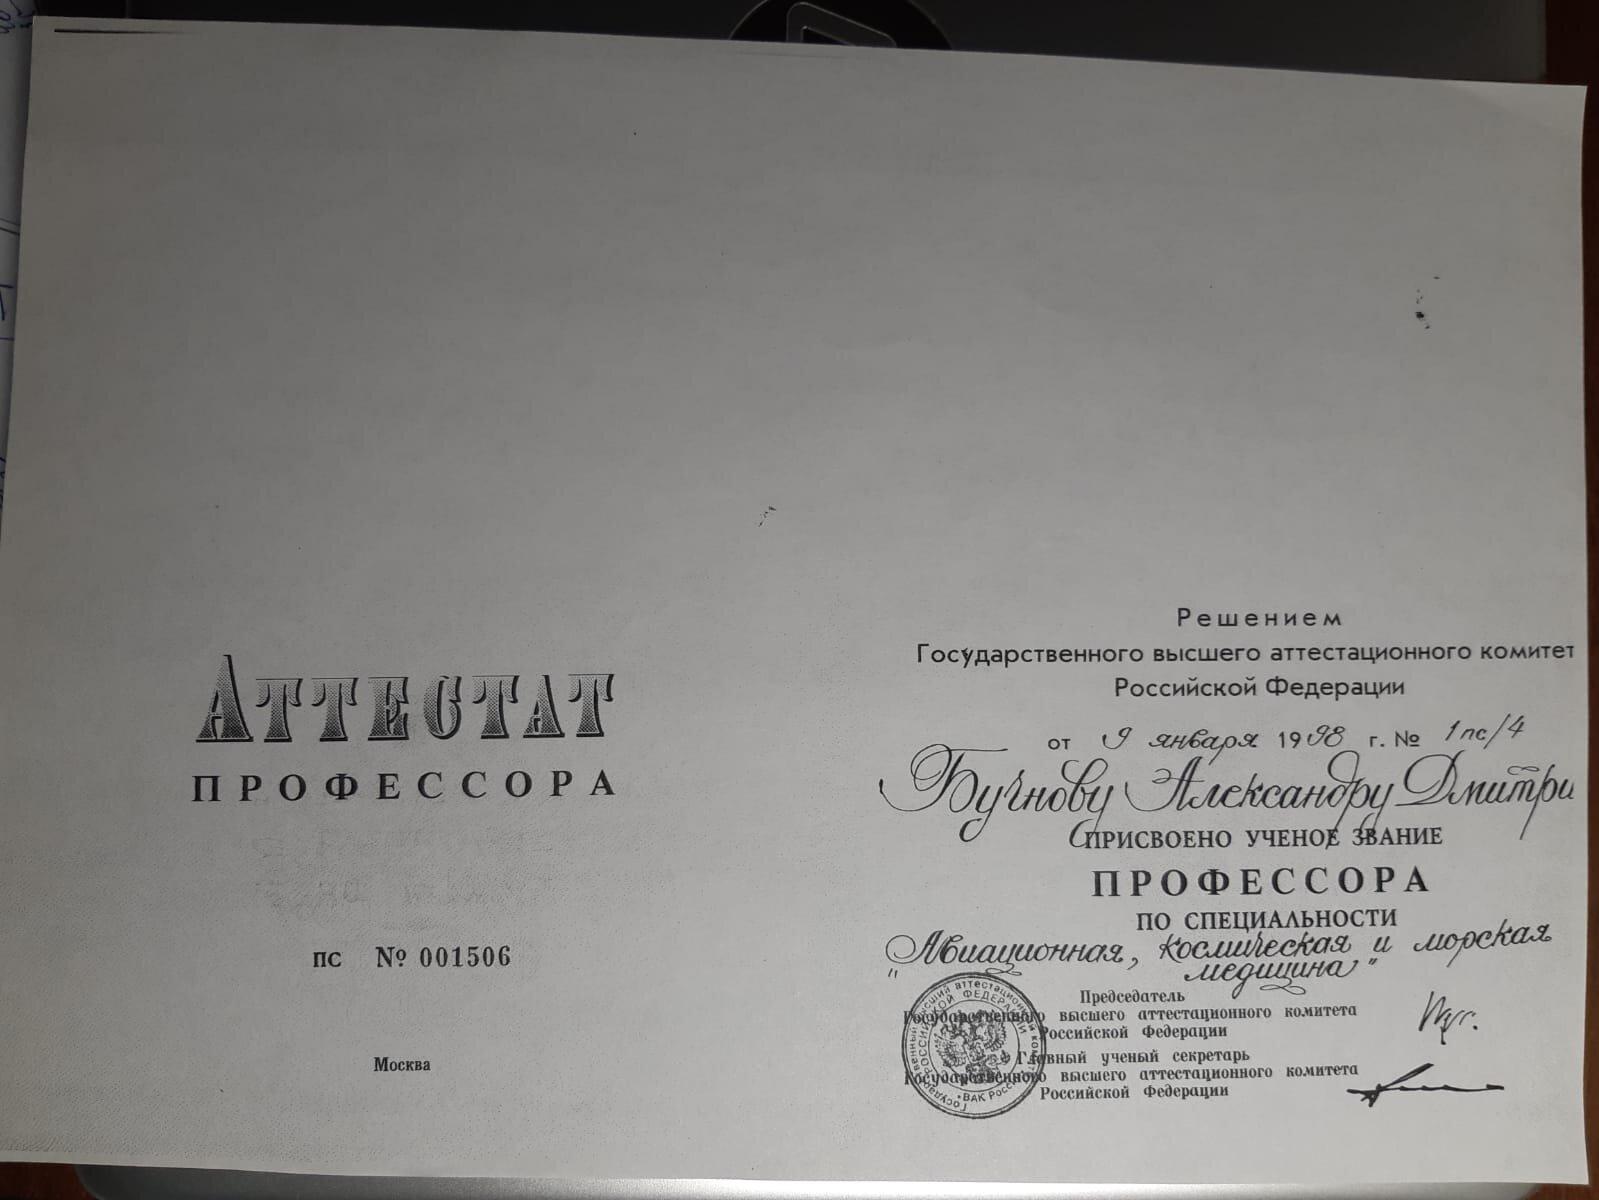 Аттестат
ПРОФЕССОРА
ПС № 001506
Москва
Решением
Государственного высшего аттестационного комитет
Российской Федерации
от 9 января 1998 г. № 1пс/4
Бучнову Александру Дмитри
ПРИСВОЕНО УЧЕНОЕ ЗВАНИЕ
ПРОФЕССОРА
ПО СПЕЦИАЛЬНОСТИ
"Авиационная, космическая и морская
медицина"
Председатель
Государственного высшего аттестационного комитета
Российской Федерации
Главный ученый секретарь
Государственного высшего аттестационного комитета
Российской Федерации